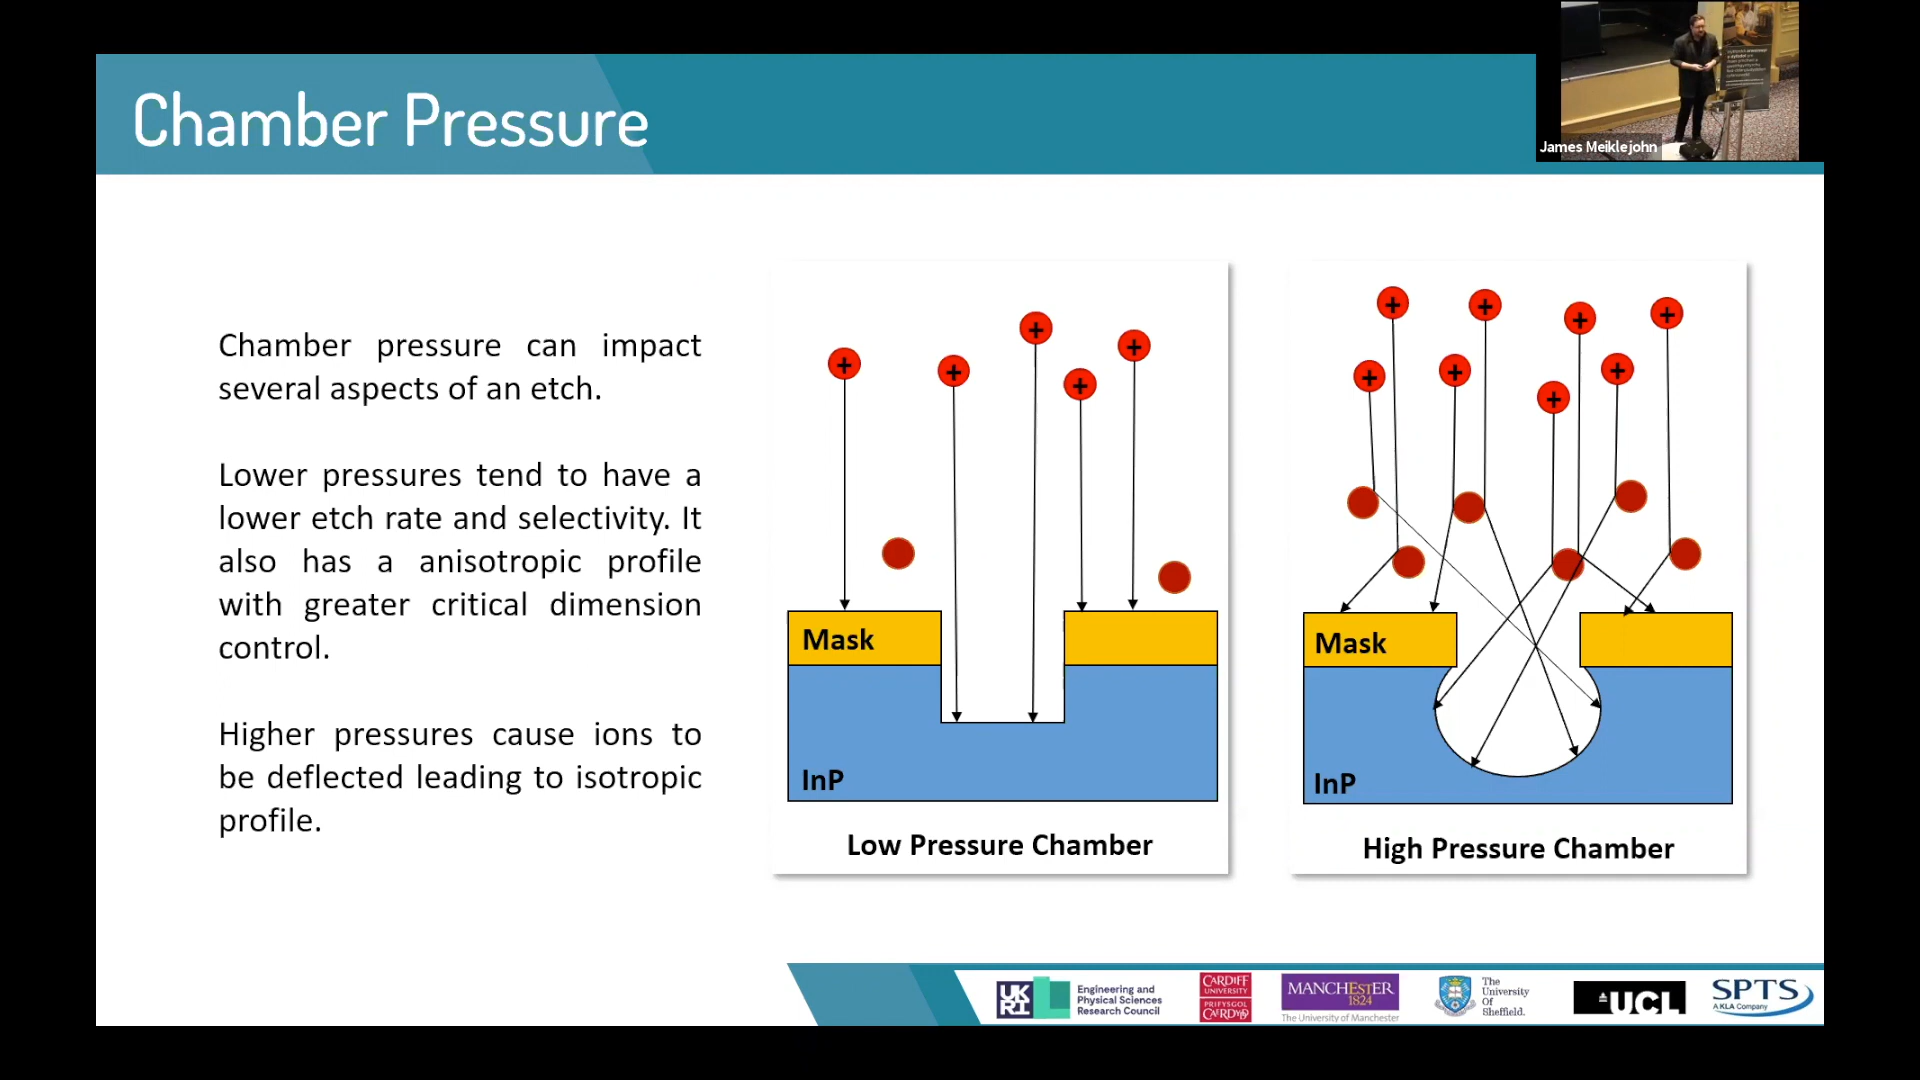 Chamber Pressure
James Meiklejohn
Chamber pressure can impact
several aspects of an etch.
Lower pressures tend to have a
lower etch rate and selectivity. It
also has a anisotropic profile
with greater critical dimension
control.
Higher pressures cause ions to
be deflected leading to isotropic
profile.
+
+
+
+
+
Mask
InP
Low Pressure Chamber
+
+
+
+
+
+
+
+
Mask
InP
High Pressure Chamber
UK
RI
Engineering and
Physical Sciences
Research Council
CARDIFF
UNIVERSITY
PRIFYSGOL
CAERDYDD
MANCHESTER
1824
The University of Manchester
The
University
Of
Sheffield.
UCL
SPTS
A KLA Company